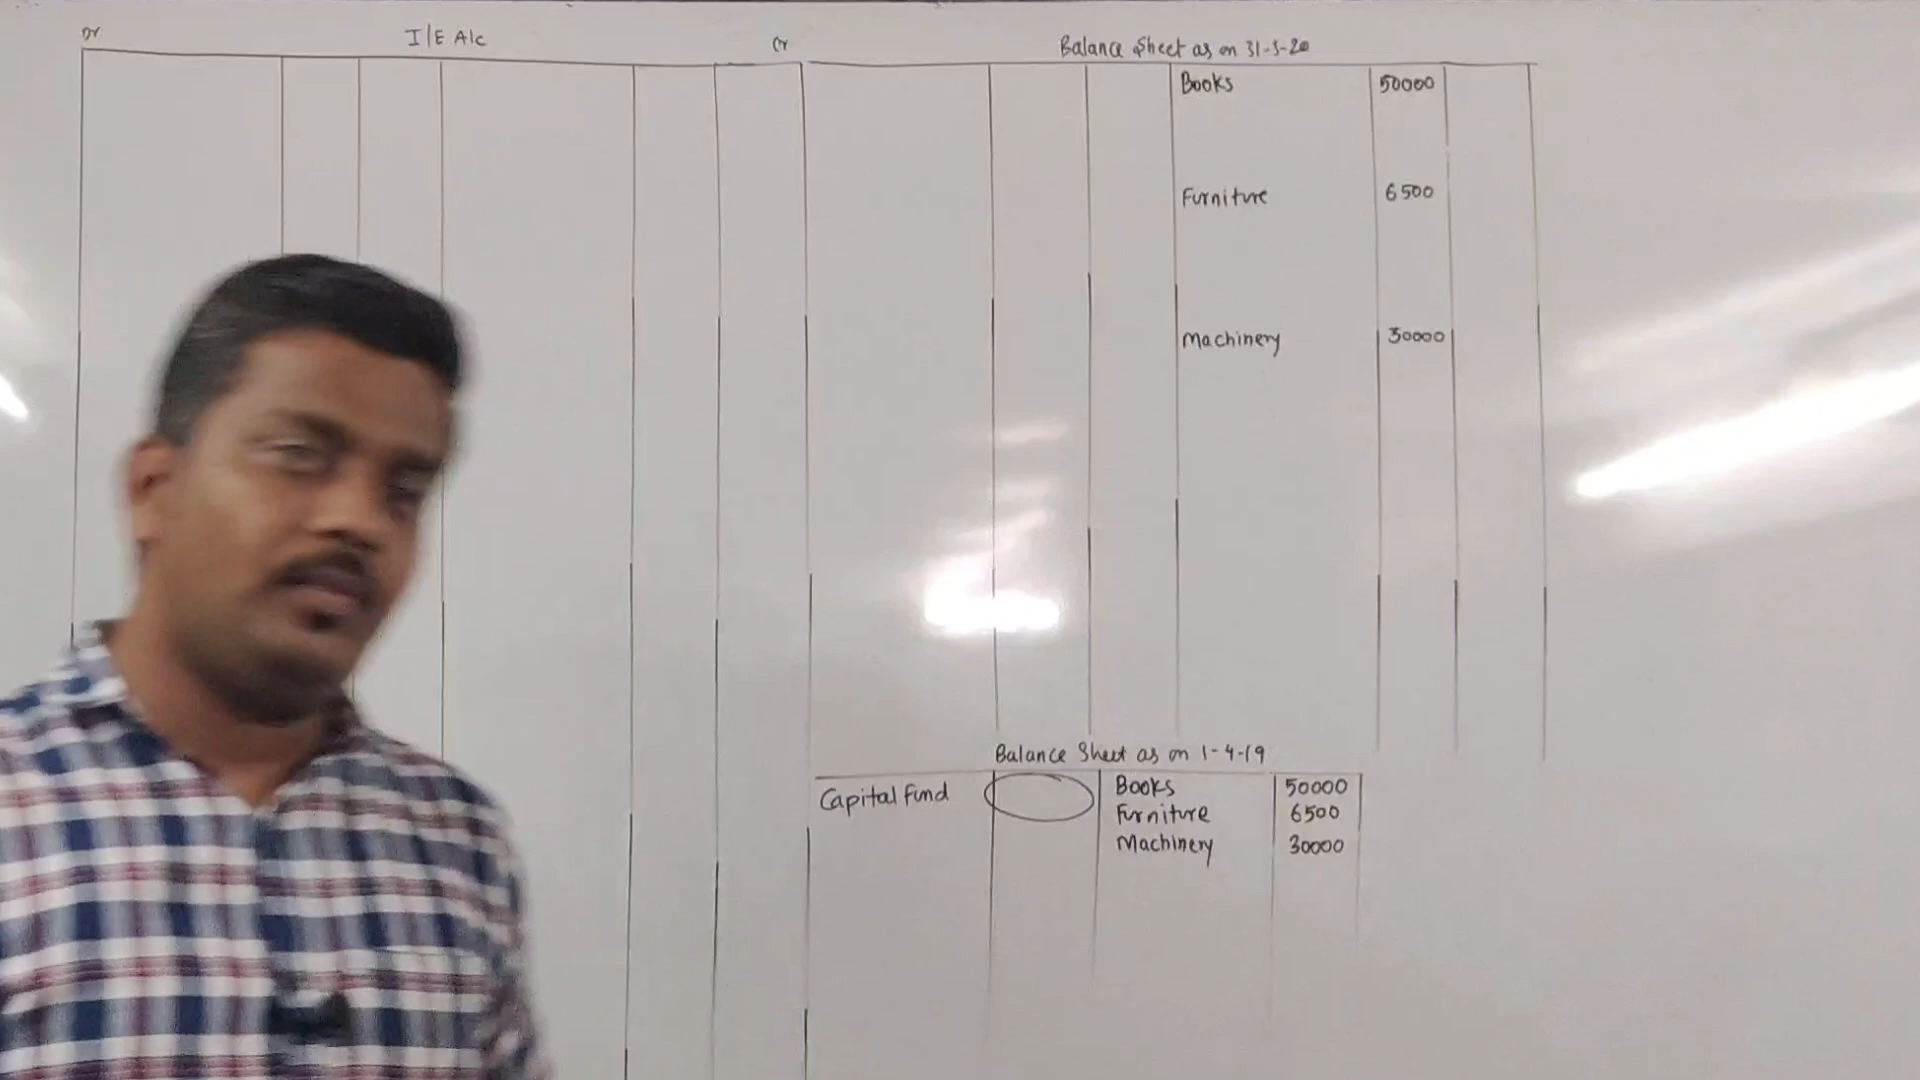 Dr I/E A/c Cr
Balance Sheet as on 31-3-20
Books 50000
Furniture 6500
Machinery 30000
Balance Sheet as on 1-4-19
Capital Fund Books 50000
Furniture 6500
Machinery 30000